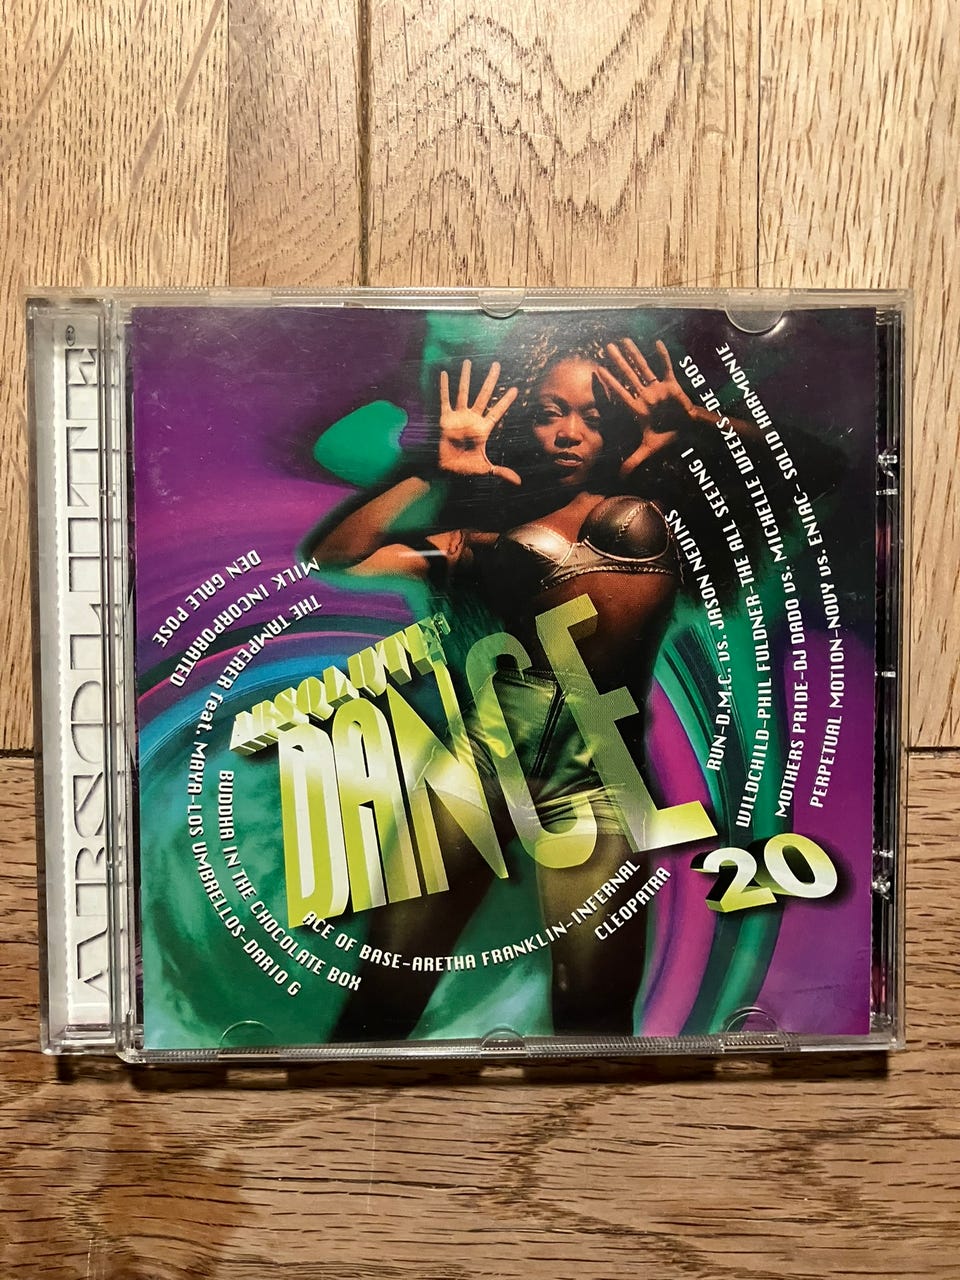 ABSOLUTE®
ABSOLUTE®
DANCE
20
DEN GALE POSE
MILK INCORPORATED
THE TAMPERER feat. MAYA-LOS UMBRELLOS-DARIO G
BUDDHA IN THE CHOCOLATE BOX
ACE OF BASE-ARETHA FRANKLIN-INFERNAL
CLEOPATRA
RUN-D.M.C. vs. JASON NEVINS
WILDCHILD-PHIL FULDNER-THE ALL SEEING I
MOTHERS PRIDE-DJ DADO vs. MICHELLE WEEKS-DE BOS
PERPETUAL MOTION-NOUY vs. ENIAC- SOLID HARMONIE